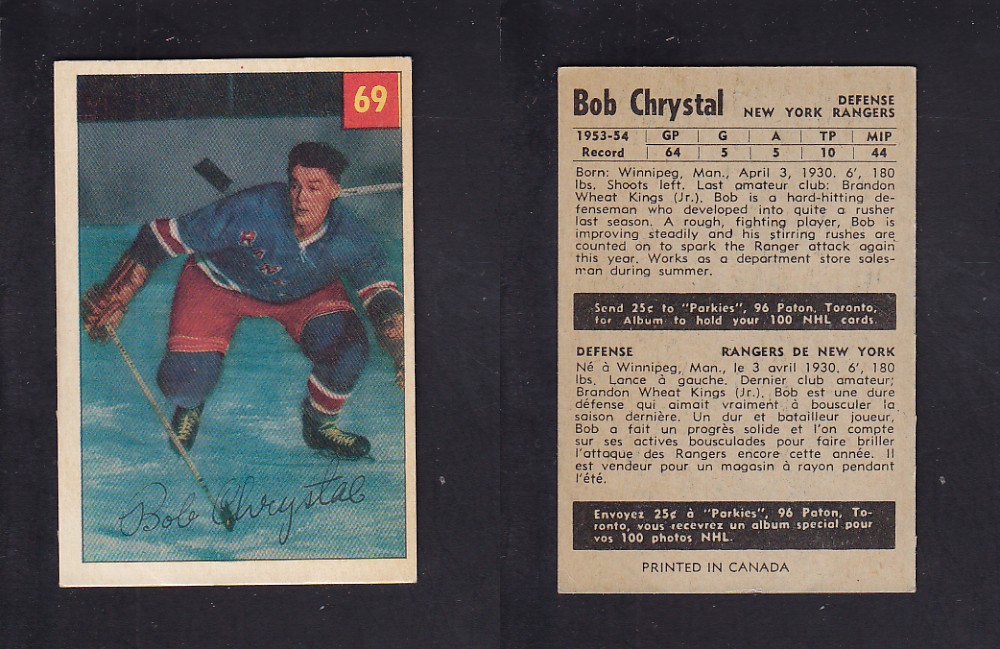 69
Bob Chrystal
Bob Chrystal
DEFENSE
NEW YORK RANGERS
1953-54 GP G A TP MIP
Record 64 5 5 10 44
Born: Winnipeg, Man., April 3, 1930. 6', 180
lbs. Shoots left. Last amateur club: Brandon
Wheat Kings (Jr.). Bob is a hard-hitting de-
fenseman who developed into quite a rusher
last season. A rough, fighting player, Bob is
improving steadily and his stirring rushes are
counted on to spark the Ranger attack again
this year. Works as a department store sales-
man during summer.
Send 25c to "Parkies", 96 Paton, Toronto,
for Album to hold your 100 NHL cards.
DEFENSE RANGERS DE NEW YORK
Né à Winnipeg, Man., le 3 avril 1930. 6', 180
lbs. Lance à gauche. Dernier club amateur;
Brandon Wheat Kings (Jr.). Bob est une dure
défense qui aimait vraiment à bousculer la
saison dernière. Un dur et batailleur joueur,
Bob a fait un progrès solide et l'on compte
sur ses actives bousculades pour faire briller
l'attaque des Rangers encore cette année. Il
est vendeur pour un magasin à rayon pendant
l'été.
Envoyez 25c à "Parkies", 96 Paton, To-
ronto, vous recevrez un album special pour
vos 100 photos NHL.
PRINTED IN CANADA